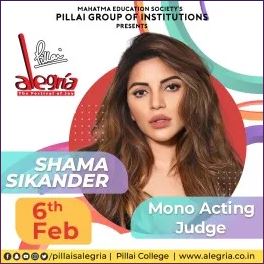 MAHATMA EDUCATION SOCIETY'S
PILLAI GROUP OF INSTITUTIONS
PRESENTS
Pillai
alegria
The Festival of Joy
SHAMA
SIKANDER
6th
Feb
Mono Acting
Judge
/pillaisalegria | Pillai College | www.alegria.co.in